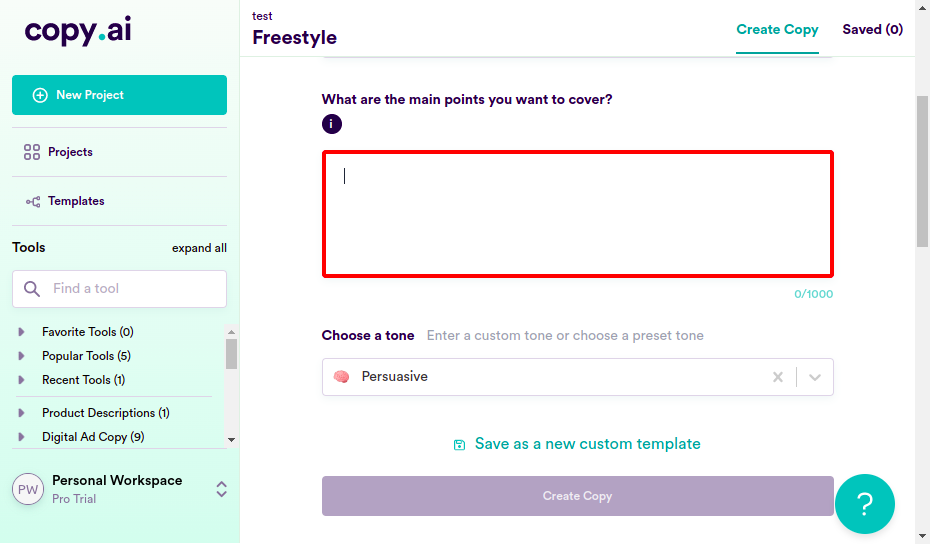 copy.ai
New Project
Projects
Templates
Tools
expand all
Find a tool
Favorite Tools (0)
Popular Tools (5)
Recent Tools (1)
Product Descriptions (1)
Digital Ad Copy (9)
PW
Personal Workspace
Pro Trial
test
Freestyle
Create Copy
Saved (0)
What are the main points you want to cover?
i
0/1000
Choose a tone Enter a custom tone or choose a preset tone
Persuasive
Save as a new custom template
Create Copy
?